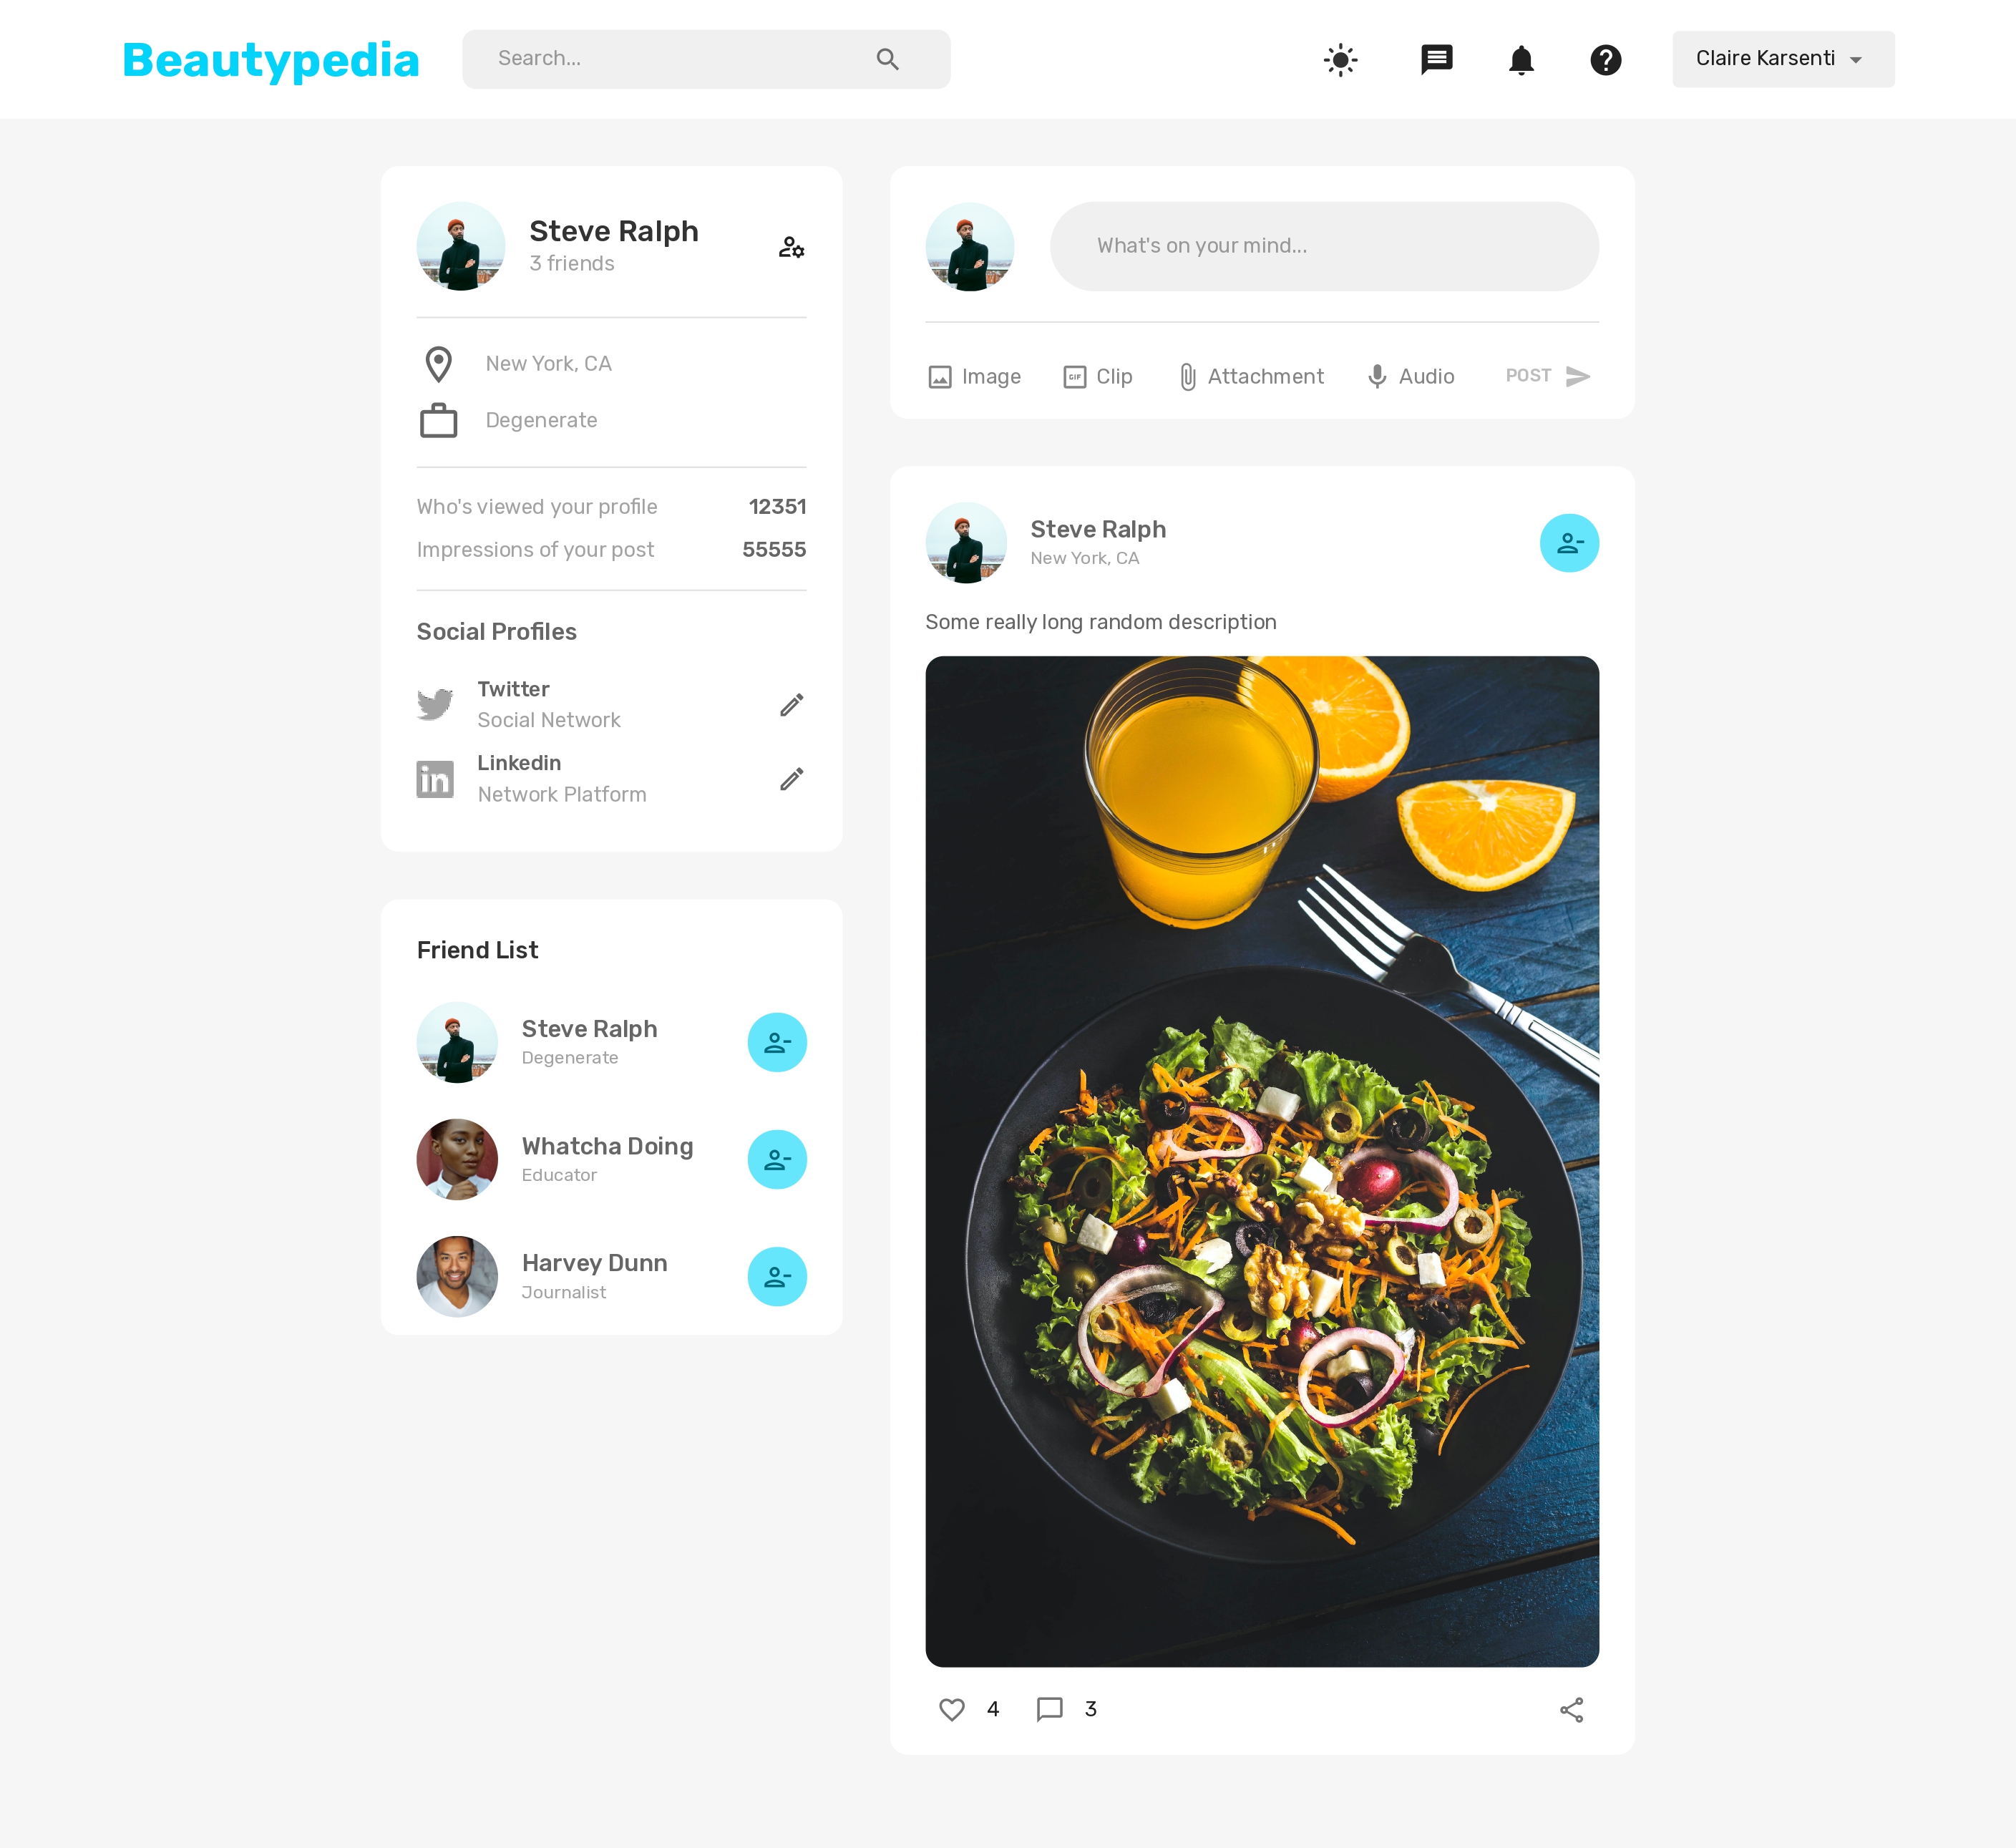 Beautypedia
Search...
Claire Karsenti
Steve Ralph
3 friends
New York, CA
Degenerate
Who's viewed your profile 12351
Impressions of your post 55555
Social Profiles
Twitter
Social Network
in
Linkedin
Network Platform
Friend List
Steve Ralph
Degenerate
Whatcha Doing
Educator
Harvey Dunn
Journalist
What's on your mind...
Image GIF Clip Attachment Audio POST
Steve Ralph
New York, CA
Some really long random description
4 3